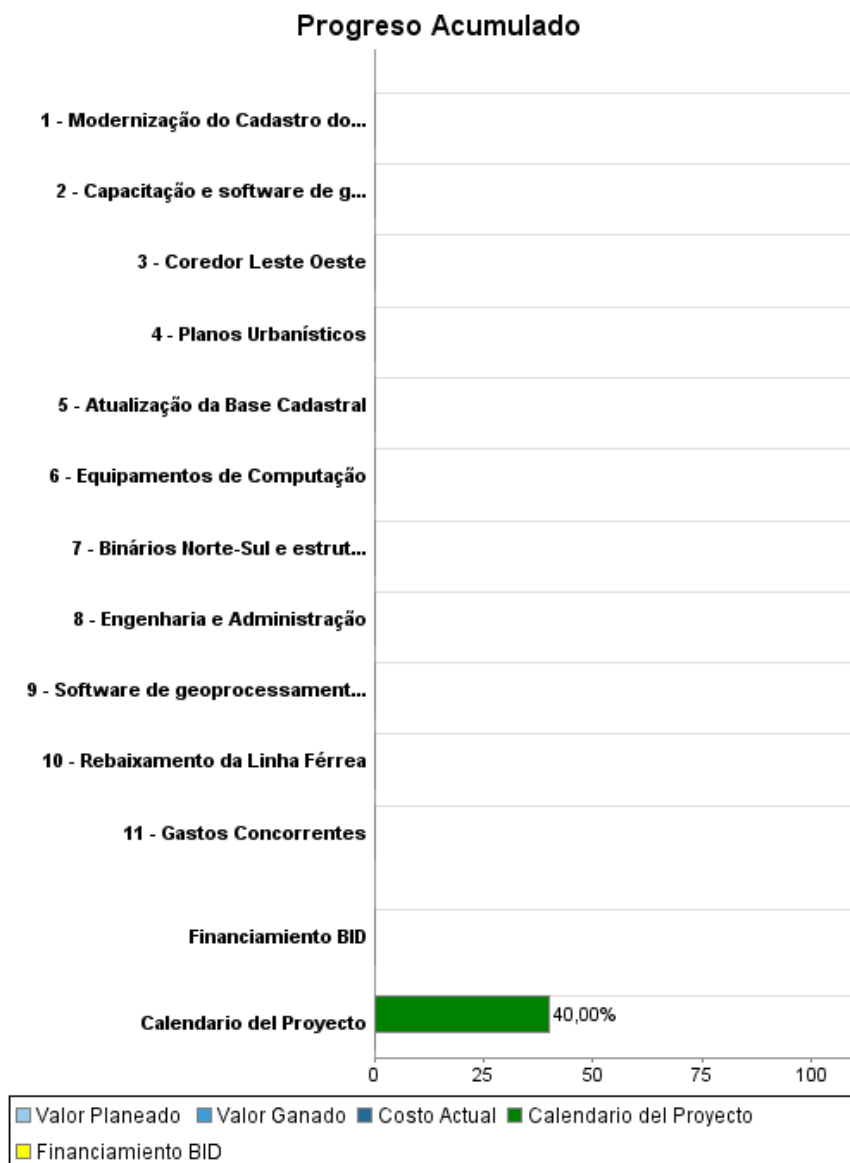 Progreso Acumulado
1 - Modernização do Cadastro do...
2 - Capacitação e software de g...
3 - Coredor Leste Oeste
4 - Planos Urbanísticos
5 - Atualização da Base Cadastral
6 - Equipamentos de Computação
7 - Binários Norte-Sul e estrut...
8 - Engenharia e Administração
9 - Software de geoprocessament...
10 - Rebaixamento da Linha Férrea
11 - Gastos Concorrentes
Financiamiento BID
Calendario del Proyecto 40,00%
0 25 50 75 100
Valor Planeado Valor Ganado Costo Actual Calendario del Proyecto
Financiamiento BID